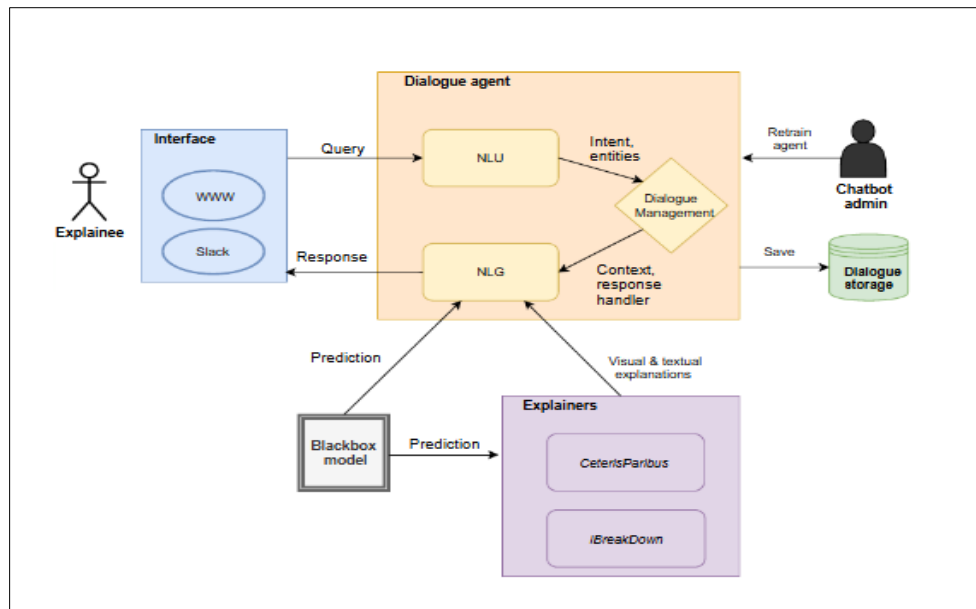 Dialogue agent
Interface
WWW
Slack
Explainee
Query
Response
NLU
NLG
Intent,
entities
Dialogue
Management
Context,
response
handler
Retrain
agent
Chatbot
admin
Save
Dialogue
storage
Prediction
Visual & textual
explanations
Blackbox
model
Prediction
Explainers
CeterisParibus
iBreakDown